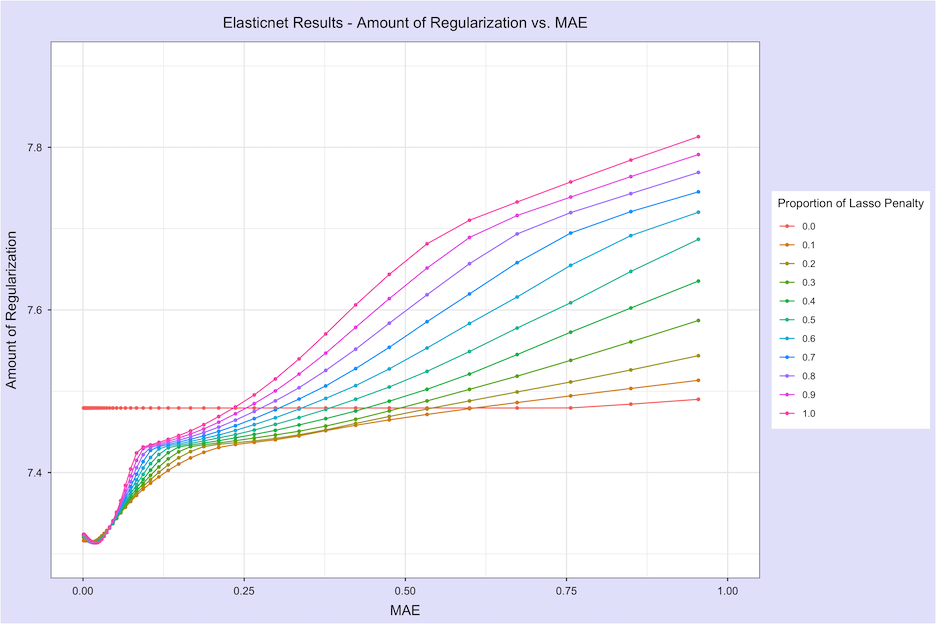 Elasticnet Results - Amount of Regularization vs. MAE
Amount of Regularization
7.8
7.6
7.4
0.00 0.25 0.50 0.75 1.00
MAE
Proportion of Lasso Penalty
0.0
0.1
0.2
0.3
0.4
0.5
0.6
0.7
0.8
0.9
1.0